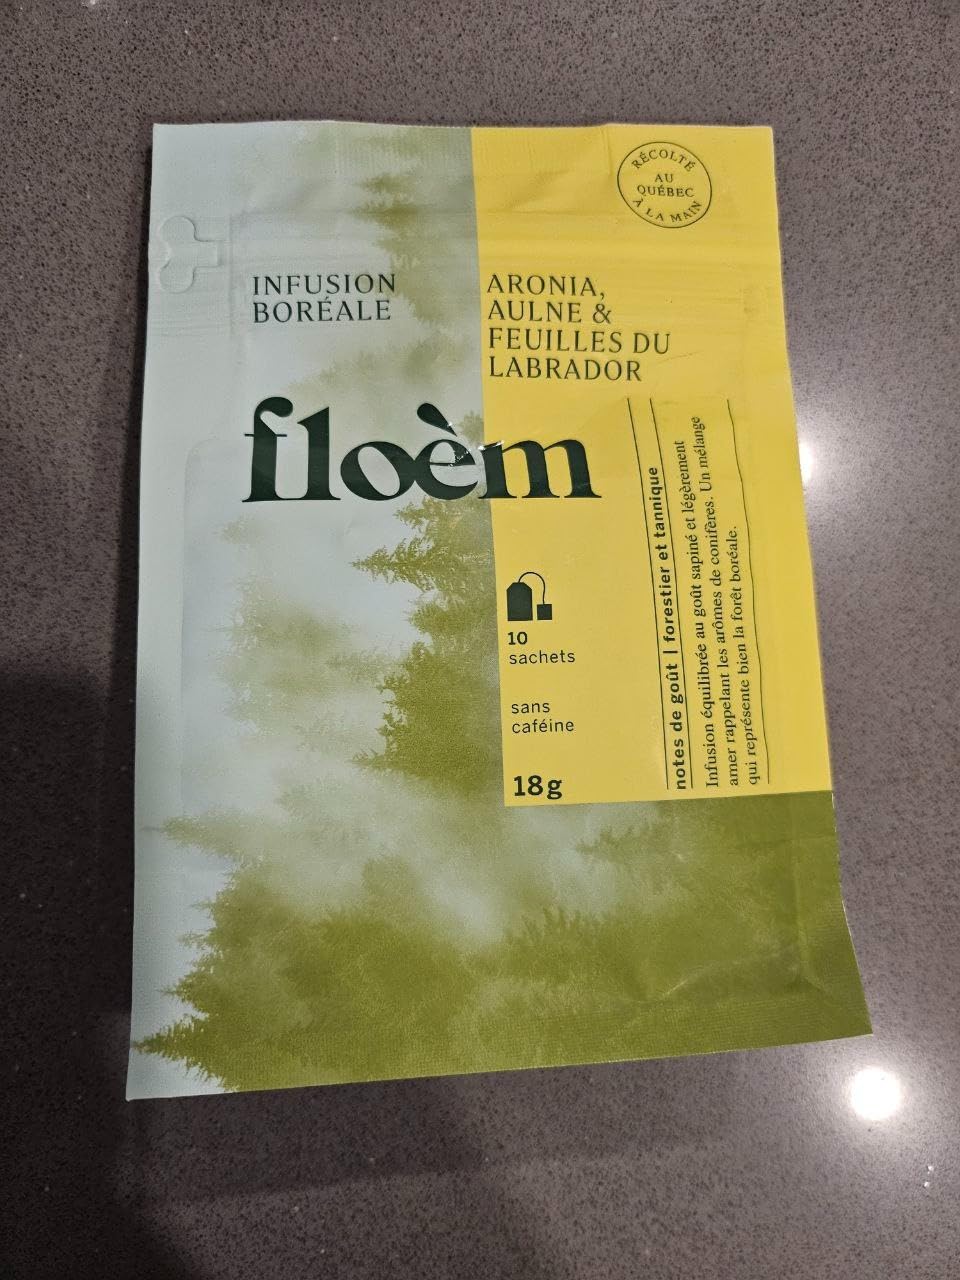 RÉCOLTÉ
AU
QUÉBEC
À LA MAIN
INFUSION
BORÉALE
ARONIA,
AULNE &
FEUILLES DU
LABRADOR
floèm
10
sachets
sans
caféine
18g
notes de goût | forestier et tannique
Infusion équilibrée au goût sapiné et légèrement
amer rappelant les arômes de conifères. Un mélange
qui représente bien la forêt boréale.